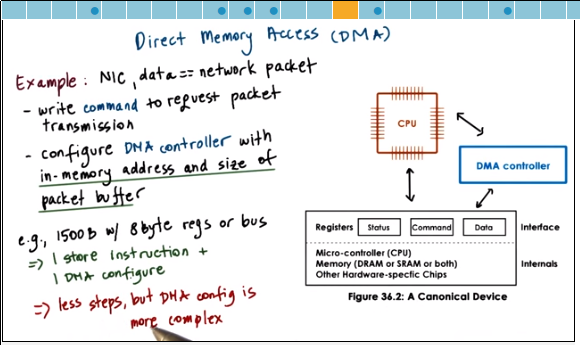 Direct Memory Access (DMA)
Example: NIC, data == network packet
- write command to request packet
transmission
- configure DMA controller with
in-memory address and size of
packet buffer
e.g., 1500B w/ 8byte regs or bus
=> 1 store instruction +
1 DMA configure
=> less steps, but DMA config is
more complex
CPU
DMA controller
Registers Status Command Data Interface
Micro-controller (CPU)
Memory (DRAM or SRAM or both) Internals
Other Hardware-specfic Chips
Figure 36.2: A Canonical Device